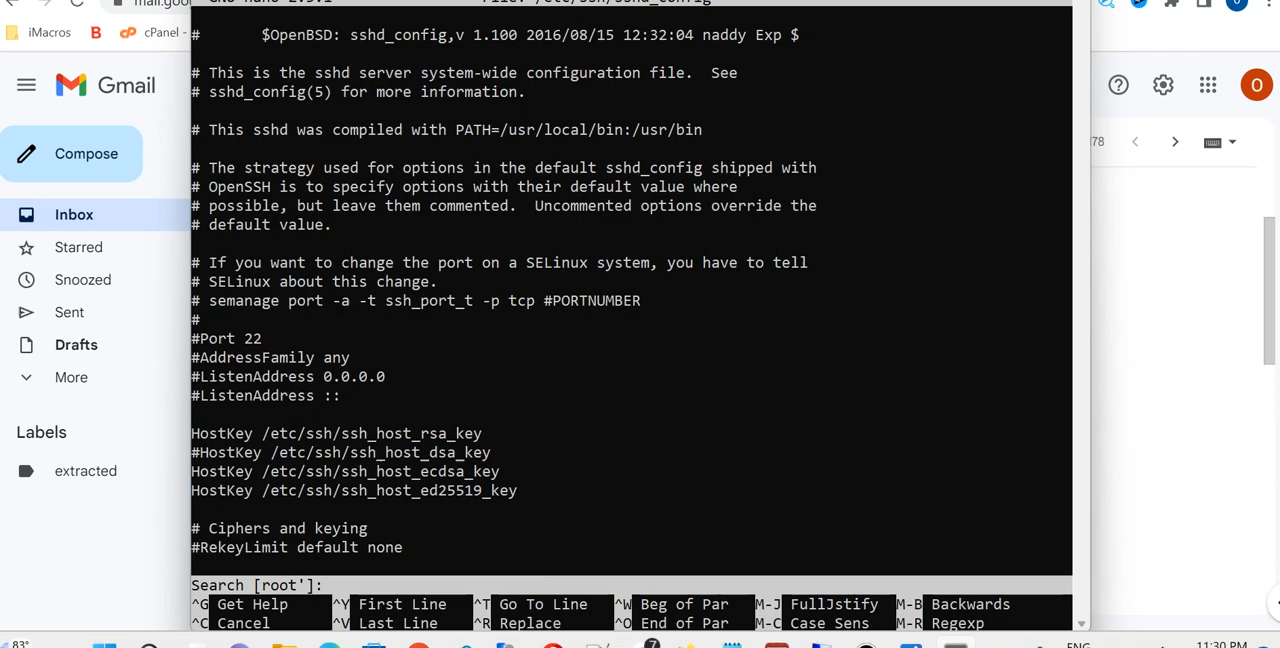 mail.goo
GNU nano 2.9.1 File: /etc/ssh/sshd_config
iMacros
cPanel -
# $OpenBSD: sshd_config,v 1.100 2016/08/15 12:32:04 naddy Exp $
# This is the sshd server system-wide configuration file. See
# sshd_config(5) for more information.
# This sshd was compiled with PATH=/usr/local/bin:/usr/bin
# The strategy used for options in the default sshd_config shipped with
# OpenSSH is to specify options with their default value where
# possible, but leave them commented. Uncommented options override the
# default value.
# If you want to change the port on a SELinux system, you have to tell
# SELinux about this change.
# semanage port -a -t ssh_port_t -p tcp #PORTNUMBER
#
#Port 22
#AddressFamily any
#ListenAddress 0.0.0.0
#ListenAddress ::
HostKey /etc/ssh/ssh_host_rsa_key
#HostKey /etc/ssh/ssh_host_dsa_key
HostKey /etc/ssh/ssh_host_ecdsa_key
HostKey /etc/ssh/ssh_host_ed25519_key
# Ciphers and keying
#RekeyLimit default none
Search [root']:
^G Get Help ^Y First Line ^T Go To Line ^W Beg of Par M-J FullJstify M-B Backwards
^C Cancel ^V Last Line ^R Replace ^O End of Par M-C Case Sens M-R Regexp
Gmail
Compose
Inbox
Starred
Snoozed
Sent
Drafts
More
Labels
extracted
O
78
83°
7
ENG
11:30 PM